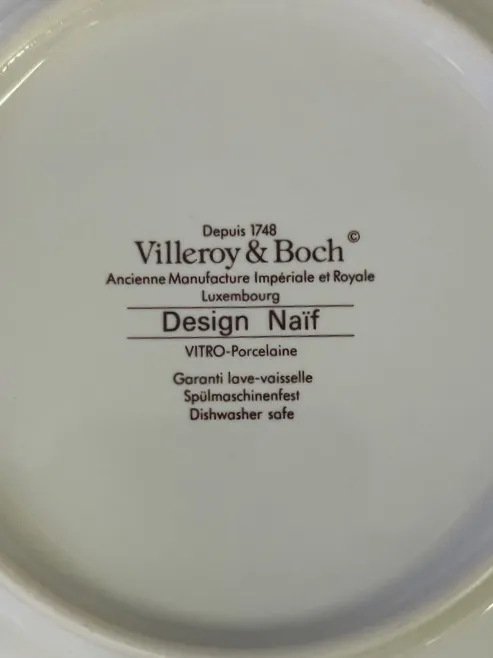 Depuis 1748
Villeroy & Boch ©
Ancienne Manufacture Impériale et Royale
Luxembourg
Design Naïf
VITRO-Porcelaine
Garanti lave-vaisselle
Spülmaschinenfest
Dishwasher safe